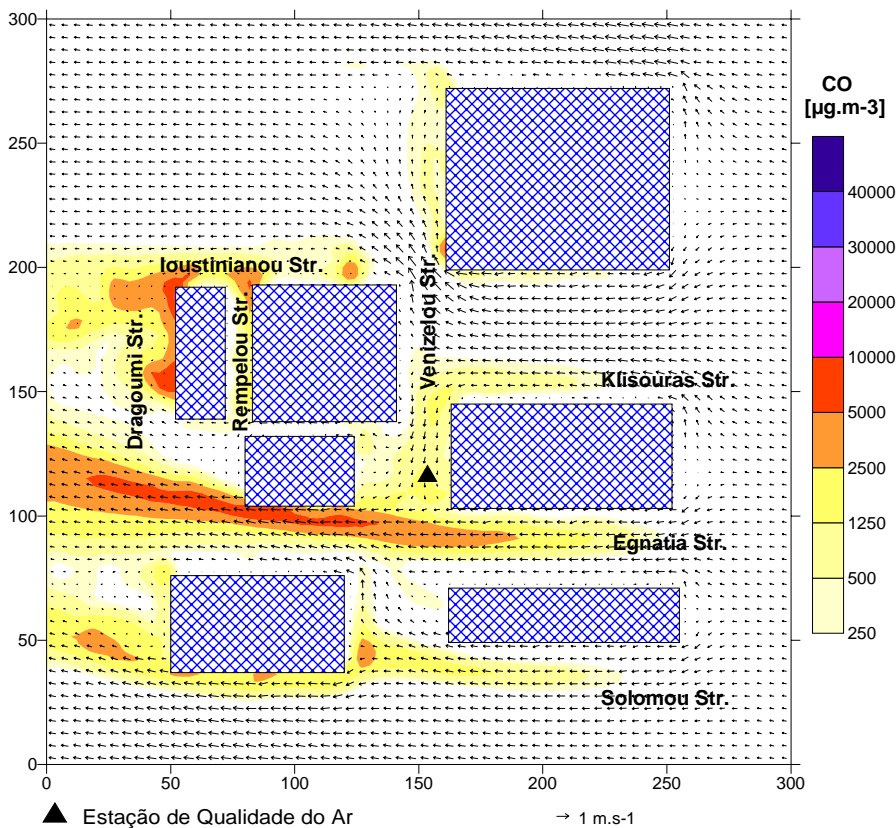 300
250
200
150
100
50
0
0
50
100
150
200
250
300
Ioustinianou Str.
Dragoumi Str.
Rempelou Str.
Venizelou Str.
Klisouras Str.
Egnatia Str.
Solomou Str.
CO
[µg.m-3]
40000
30000
20000
10000
5000
2500
1250
500
250
Estação de Qualidade do Ar
1 m.s-1